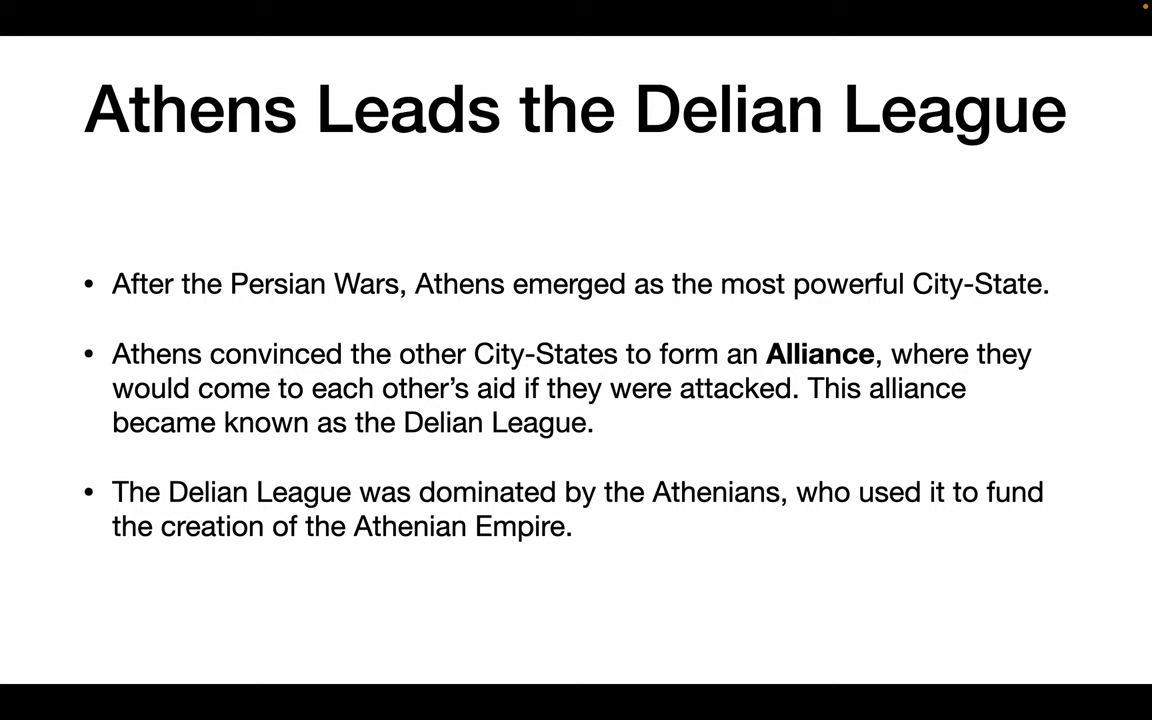 Athens Leads the Delian League
• After the Persian Wars, Athens emerged as the most powerful City-State.
• Athens convinced the other City-States to form an Alliance, where they
would come to each other’s aid if they were attacked. This alliance
became known as the Delian League.
• The Delian League was dominated by the Athenians, who used it to fund
the creation of the Athenian Empire.